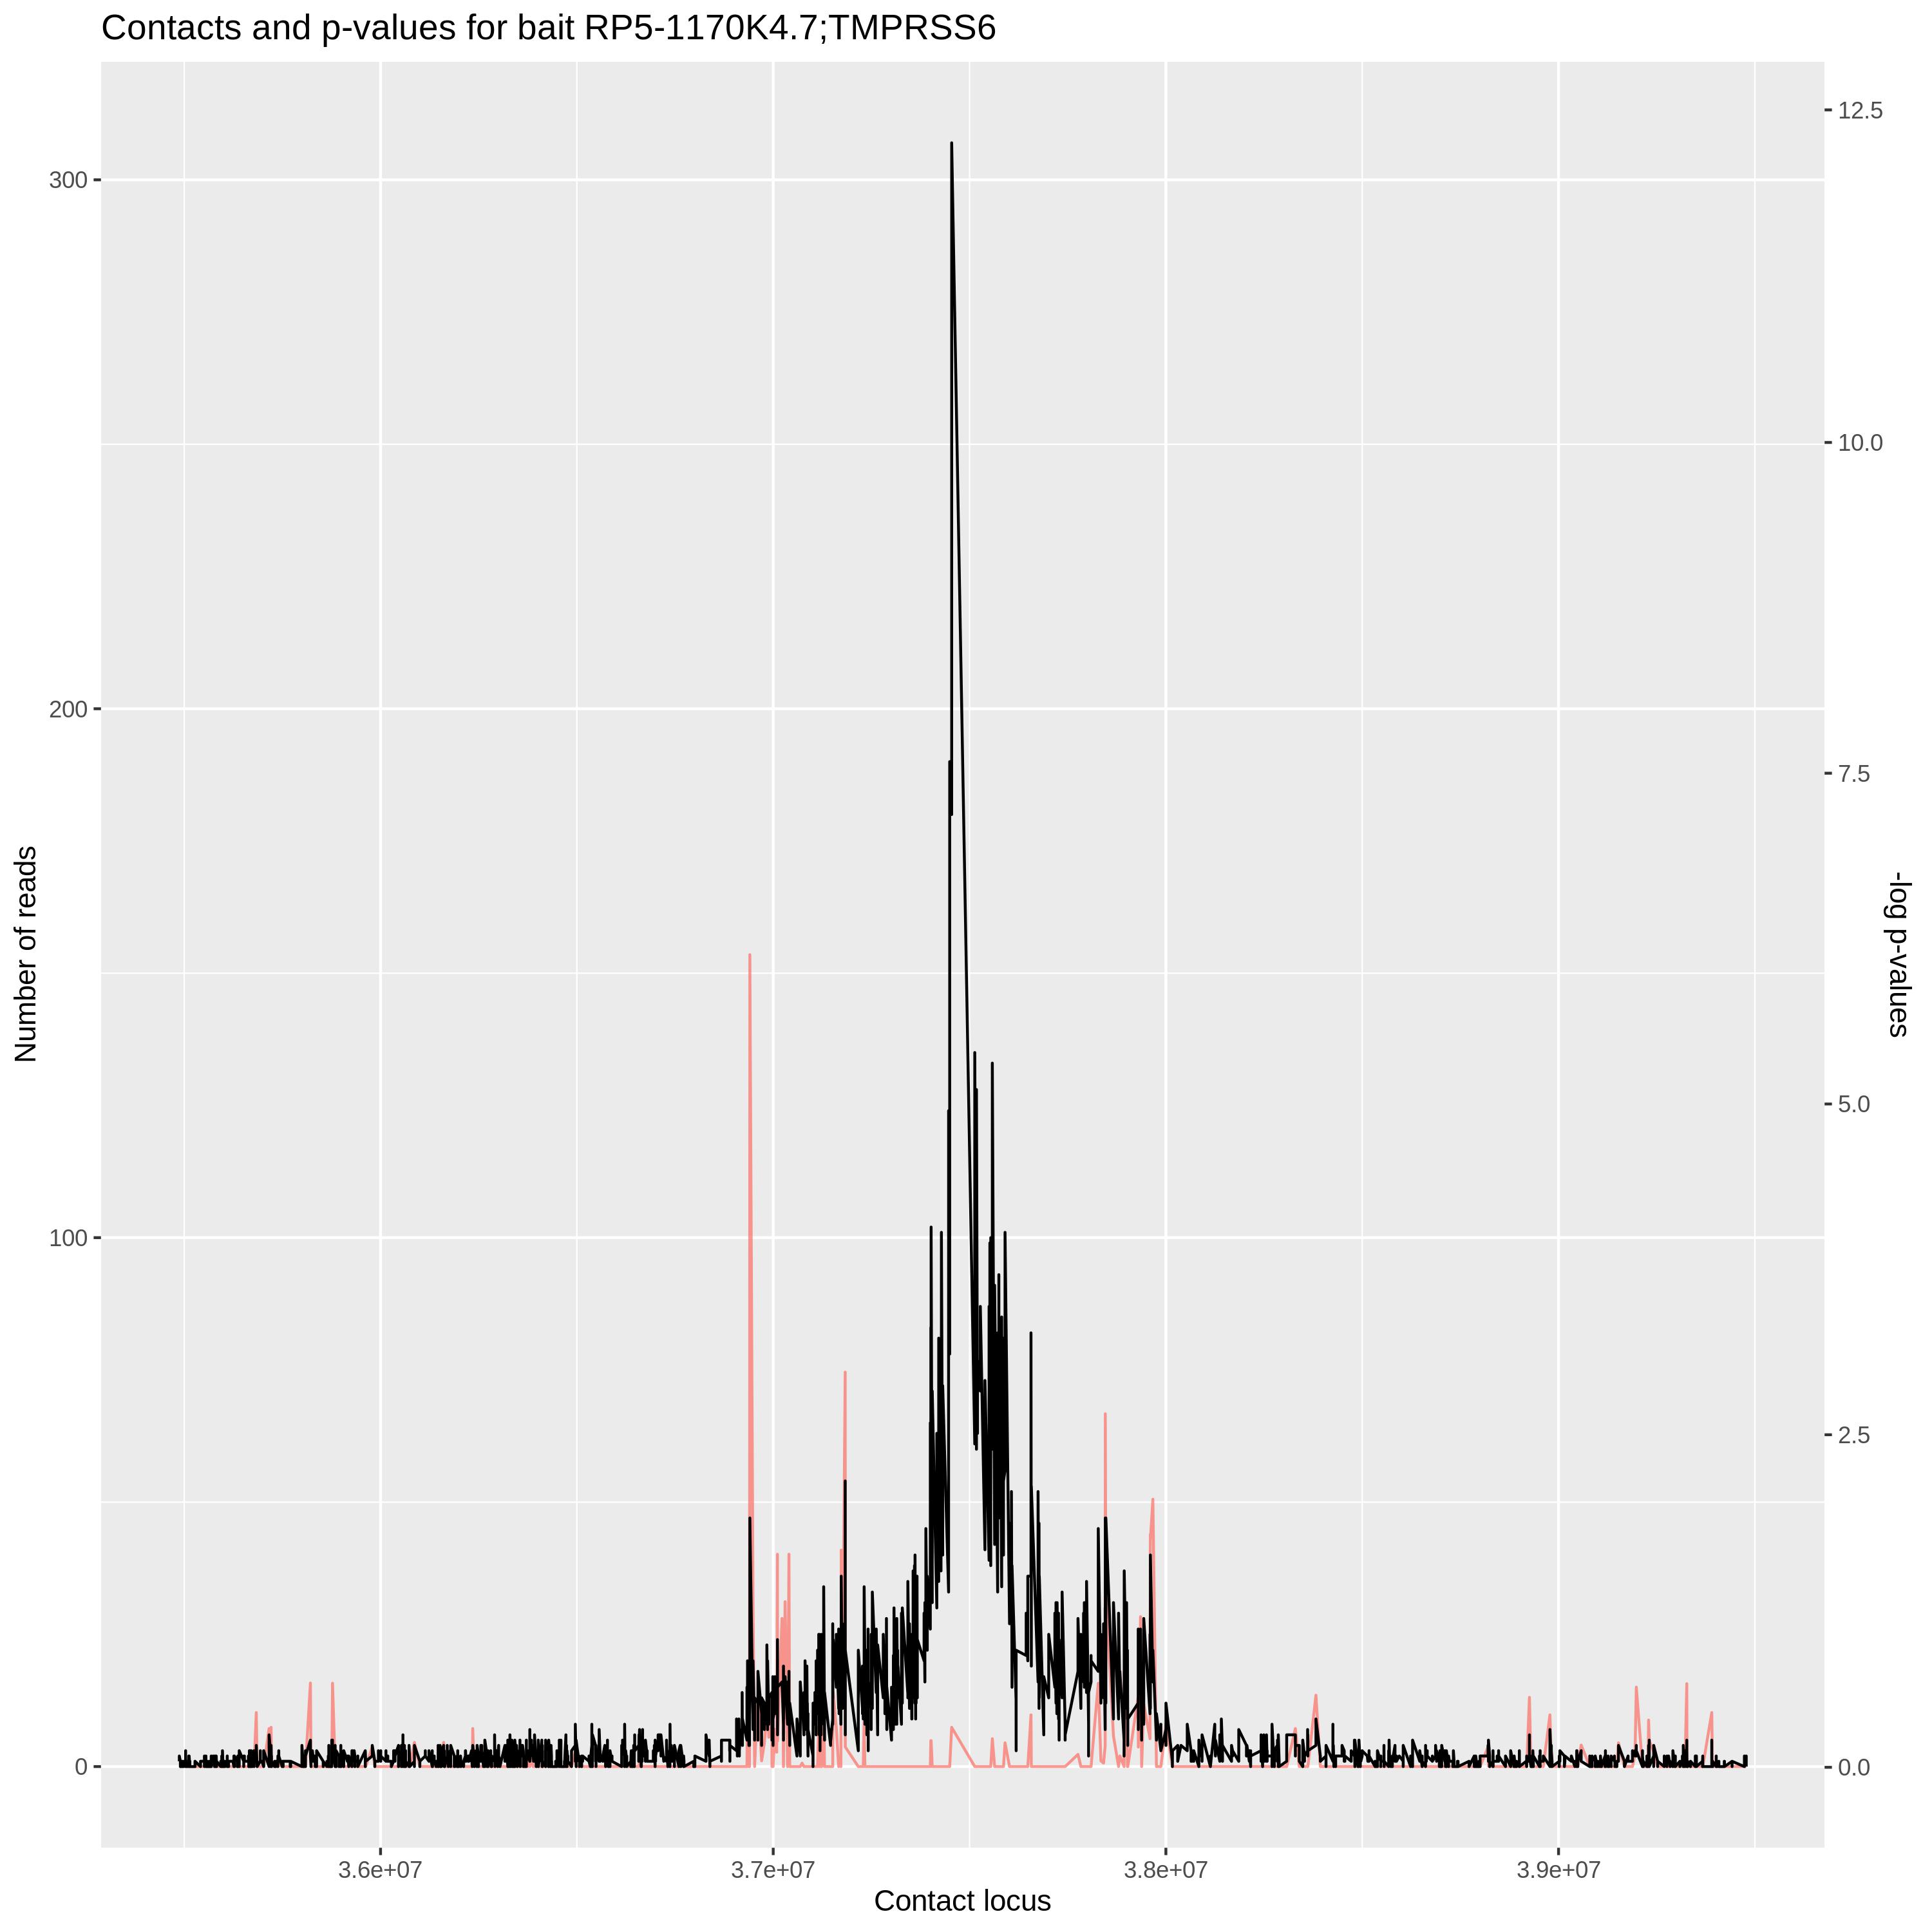 Contacts and p-values for bait RP5-1170K4.7;TMPRSS6
Number of reads
300
200
100
0
12.5
10.0
7.5
5.0
2.5
0.0
-log p-values
3.6e+07
3.7e+07
3.8e+07
3.9e+07
Contact locus